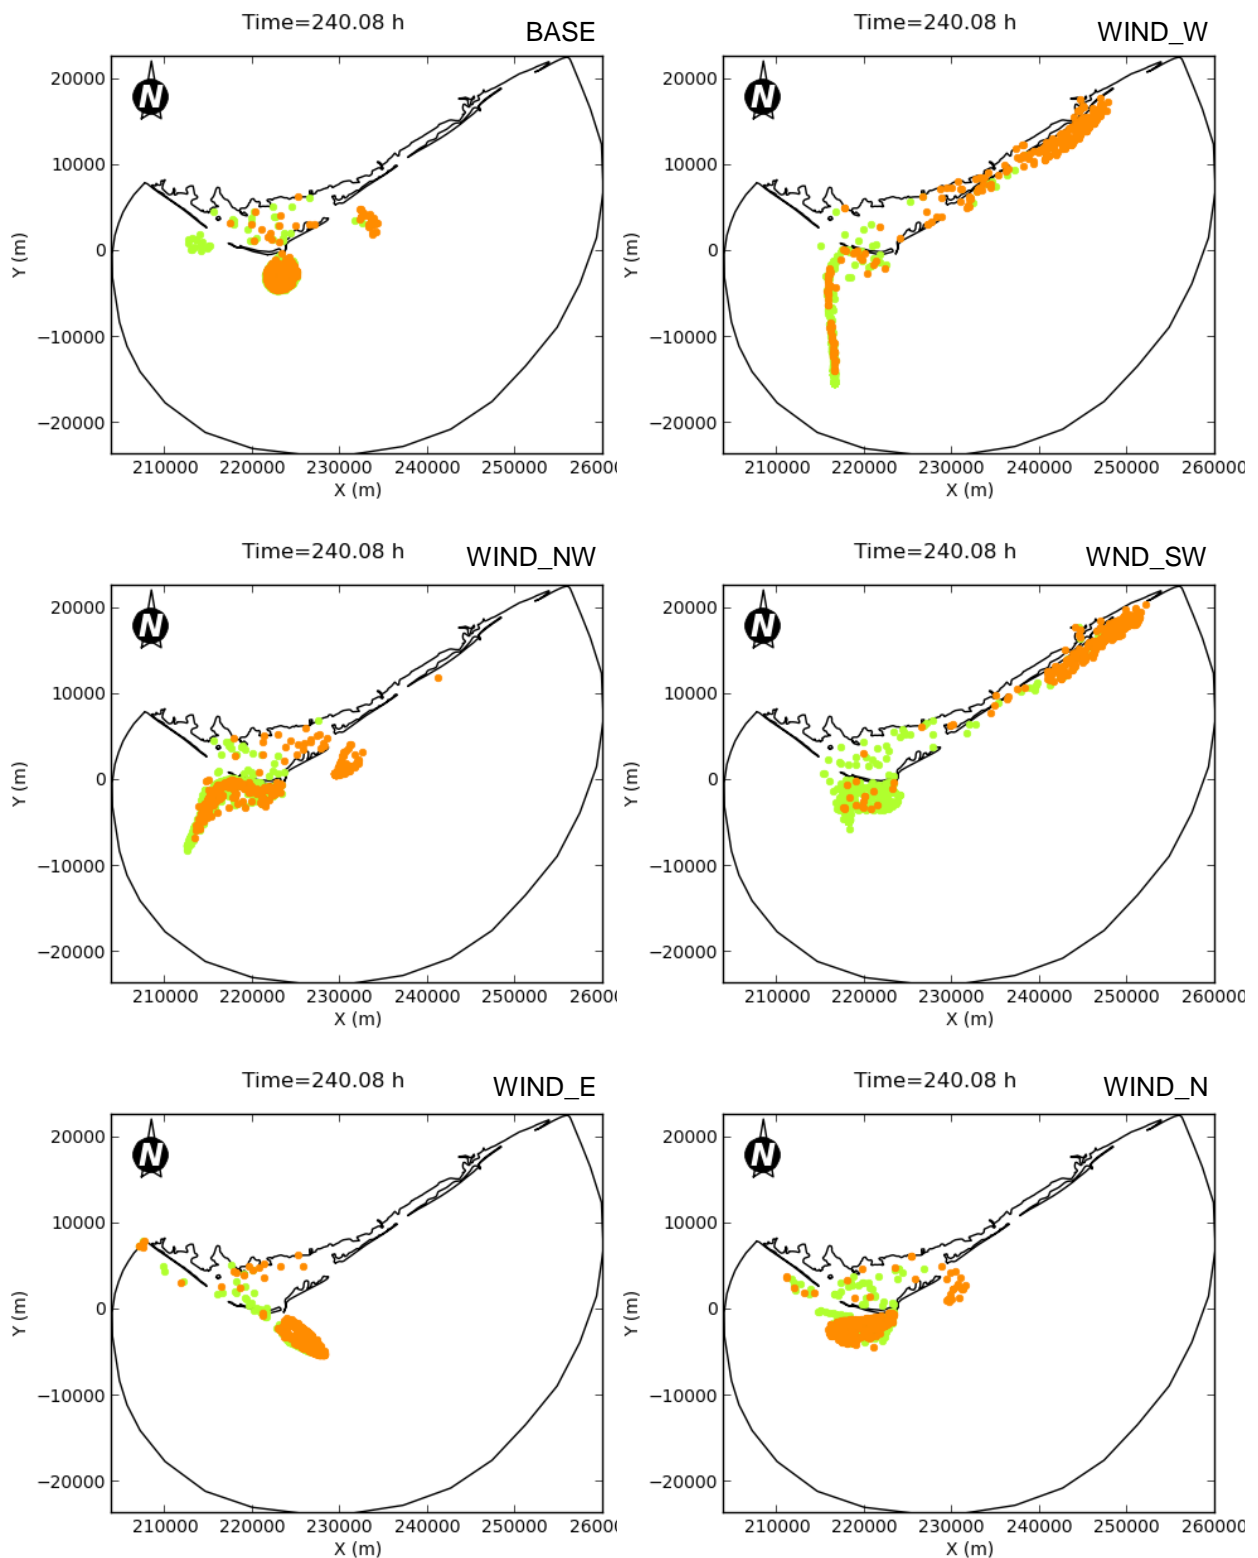 Time=240.08 h BASE
20000
10000
0
−10000
−20000
Y (m)
N
210000 220000 230000 240000 250000 26000
X (m)
Time=240.08 h WIND_W
20000
10000
0
−10000
−20000
Y (m)
N
210000 220000 230000 240000 250000 260000
X (m)
Time=240.08 h WIND_NW
20000
10000
0
−10000
−20000
Y (m)
N
210000 220000 230000 240000 250000 26000
X (m)
Time=240.08 h WND_SW
20000
10000
0
−10000
−20000
Y (m)
N
210000 220000 230000 240000 250000 260000
X (m)
Time=240.08 h WIND_E
20000
10000
0
−10000
−20000
Y (m)
N
210000 220000 230000 240000 250000 26000
X (m)
Time=240.08 h WIND_N
20000
10000
0
−10000
−20000
Y (m)
N
210000 220000 230000 240000 250000 260000
X (m)